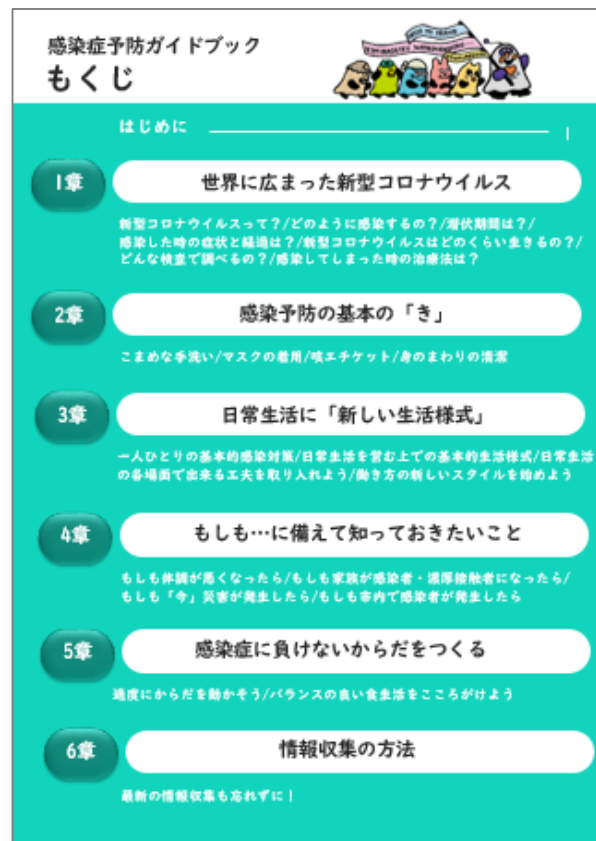 感染症予防ガイドブック
もくじ
はじめに 1
1章 世界に広まった新型コロナウイルス
新型コロナウイルスって?/どのように感染するの?/潜伏期間は?/
感染した時の症状と経過は?/新型コロナウイルスはどのくらい生きるの?/
どんな検査で調べるの?/感染してしまった時の治療法は?
2章 感染予防の基本の「き」
こまめな手洗い/マスクの着用/咳エチケット/身のまわりの清潔
3章 日常生活に「新しい生活様式」
一人ひとりの基本的感染対策/日常生活を営む上での基本的生活様式/日常生活
の各場面で出来る工夫を取り入れよう/働き方の新しいスタイルを始めよう
4章 もしも…に備えて知っておきたいこと
もしも体調が悪くなったら/もしも家族が感染者・濃厚接触者になったら/
もしも「今」災害が発生したら/もしも市内で感染者が発生したら
5章 感染症に負けないからだをつくる
適度にからだを動かそう/バランスの良い食生活をこころがけよう
6章 情報収集の方法
最新の情報収集も忘れずに!